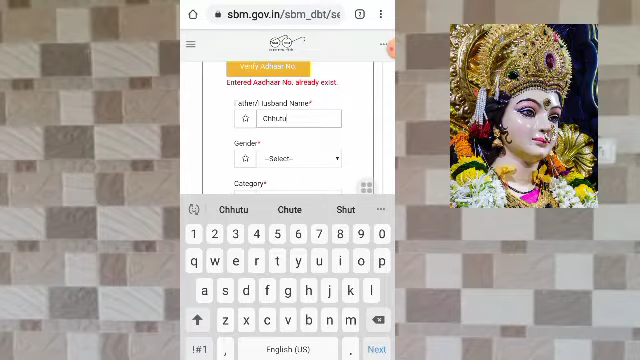 sbm.gov.in/sbm_dbt/se
Verify Adhaar No.
Entered Aadhaar No. already exist.
Father/Husband Name*
Chhutu
Gender*
--Select--
Category*
Chhutu Chute Shut
1 2 3 4 5 6 7 8 9 0
q w e r t y u i o p
a s d f g h j k l
z x c v b n m
!#1 , English (US) . Next